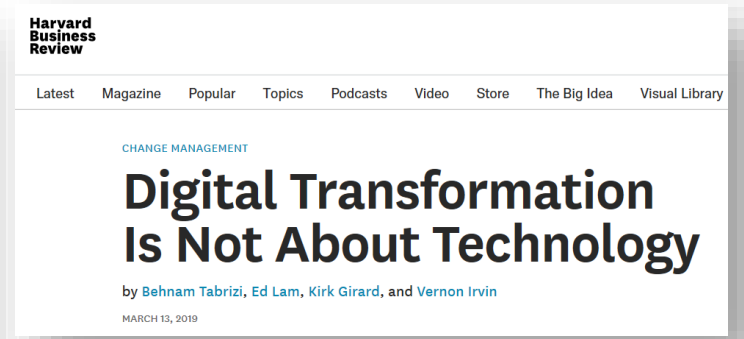 Harvard
Business
Review
Latest Magazine Popular Topics Podcasts Video Store The Big Idea Visual Library
CHANGE MANAGEMENT
Digital Transformation
Is Not About Technology
by Behnam Tabrizi, Ed Lam, Kirk Girard, and Vernon Irvin
MARCH 13, 2019